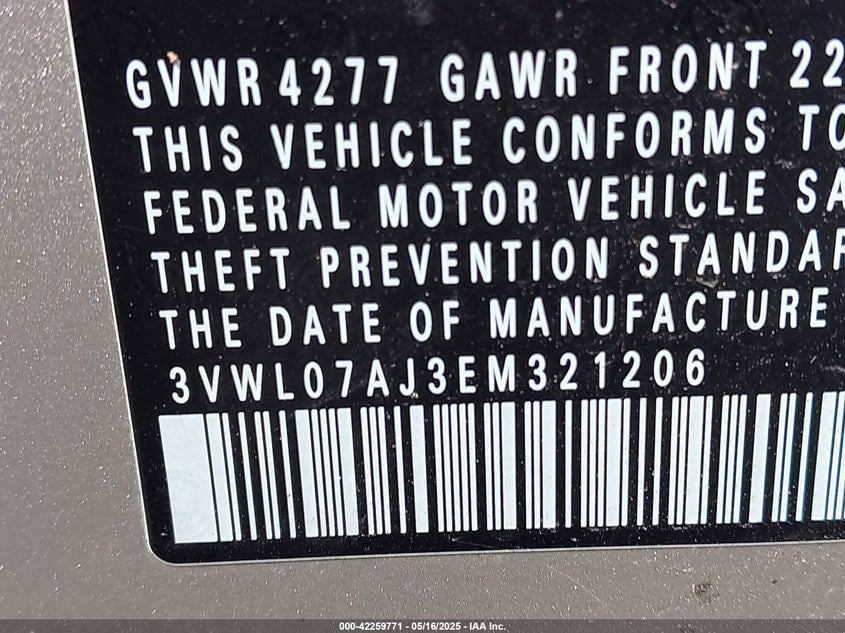 GVWR 4277 GAWR FRONT 22
THIS VEHICLE CONFORMS TO
FEDERAL MOTOR VEHICLE SA
THEFT PREVENTION STANDAR
THE DATE OF MANUFACTURE
3VWL07AJ3EM321206
000-42259771 - 05/16/2025 - IAA Inc.